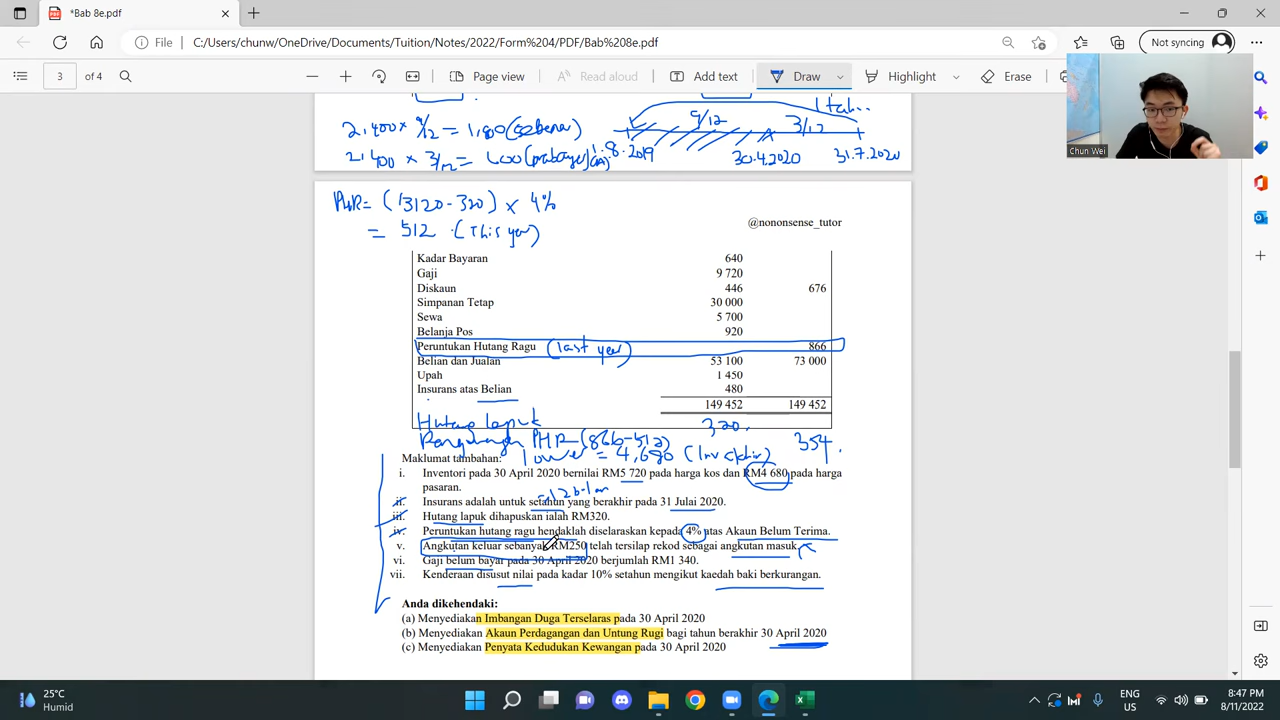 *Bab 8e.pdf
File C:/Users/chunw/OneDrive/Documents/Tuition/Notes/2022/Form%204/PDF/Bab%208e.pdf Not syncing
3 of 4 Page view Read aloud Add text Draw Highlight Erase
Chun Wei
2,400 × 9/12 = 1,80 (sebenar) 9/12 3/12 1 tah..
2,400 × 3/12 = 600 (prabayar) 1.8.2019 30.4.2020 31.7.2020
PHR = (13120 - 320) × 4%
= 512 (This year)
@nononsense_tutor
Kadar Bayaran 640
Gaji 9 720
Diskaun 446 676
Simpanan Tetap 30 000
Sewa 5 700
Belanja Pos 920
Peruntukan Hutang Ragu (last year) 866
Belian dan Jualan 53 100 73 000
Upah 1 450
Insurans atas Belian 480
149 452 149 452
Hutang lapuk 320.
Pengurangan PHR (866-512) 354.
Maklumat tambahan: lower = 4,680 (Inv akhir)
i. Inventori pada 30 April 2020 bernilai RM5 720 pada harga kos dan RM4 680 pada harga
pasaran.
12 bulan
ii. Insurans adalah untuk setahun yang berakhir pada 31 Julai 2020.
iii. Hutang lapuk dihapuskan ialah RM320.
iv. Peruntukan hutang ragu hendaklah diselaraskan kepada 4% atas Akaun Belum Terima.
v. Angkutan keluar sebanyak RM250 telah tersilap rekod sebagai angkutan masuk.
vi. Gaji belum bayar pada 30 April 2020 berjumlah RM1 340.
vii. Kenderaan disusut nilai pada kadar 10% setahun mengikut kaedah baki berkurangan.
Anda dikehendaki:
(a) Menyediakan Imbangan Duga Terselaras pada 30 April 2020
(b) Menyediakan Akaun Perdagangan dan Untung Rugi bagi tahun berakhir 30 April 2020
(c) Menyediakan Penyata Kedudukan Kewangan pada 30 April 2020
25°C
Humid
ENG
US
8:47 PM
8/11/2022